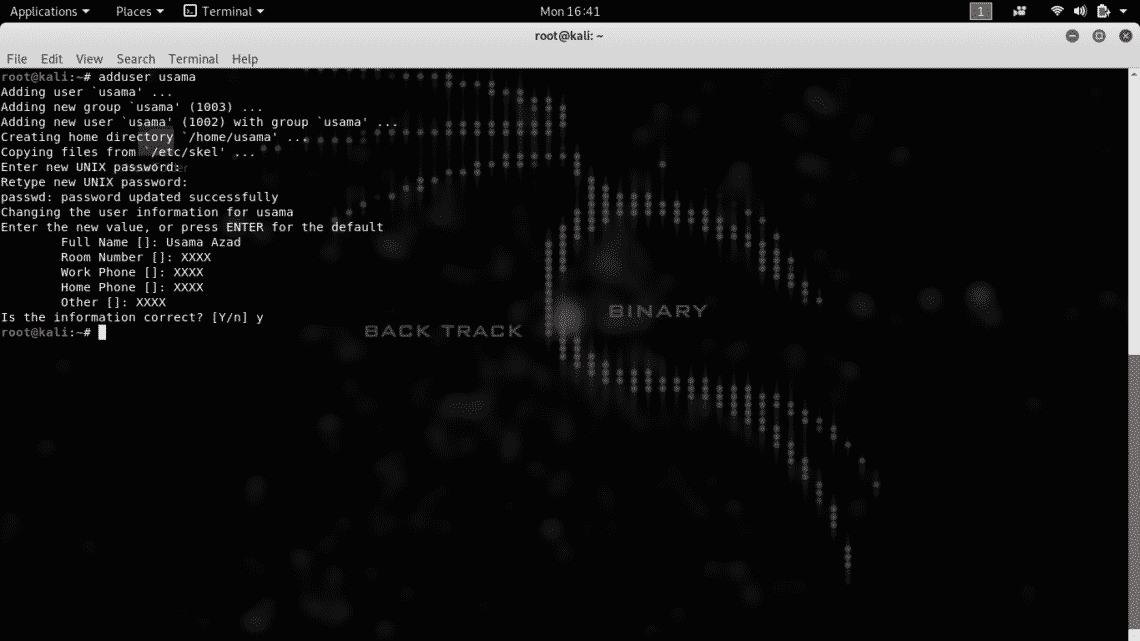 Applications Places Terminal Mon 16:41 1
root@kali: ~
File Edit View Search Terminal Help
root@kali:~# adduser usama
Adding user `usama' ...
Adding new group `usama' (1003) ...
Adding new user `usama' (1002) with group `usama' ...
Creating home directory `/home/usama' ...
Copying files from `/etc/skel' ...
Enter new UNIX password:
Retype new UNIX password:
passwd: password updated successfully
Changing the user information for usama
Enter the new value, or press ENTER for the default
Full Name []: Usama Azad
Room Number []: XXXX
Work Phone []: XXXX
Home Phone []: XXXX
Other []: XXXX
Is the information correct? [Y/n] y
root@kali:~#
BACK TRACK
BINARY